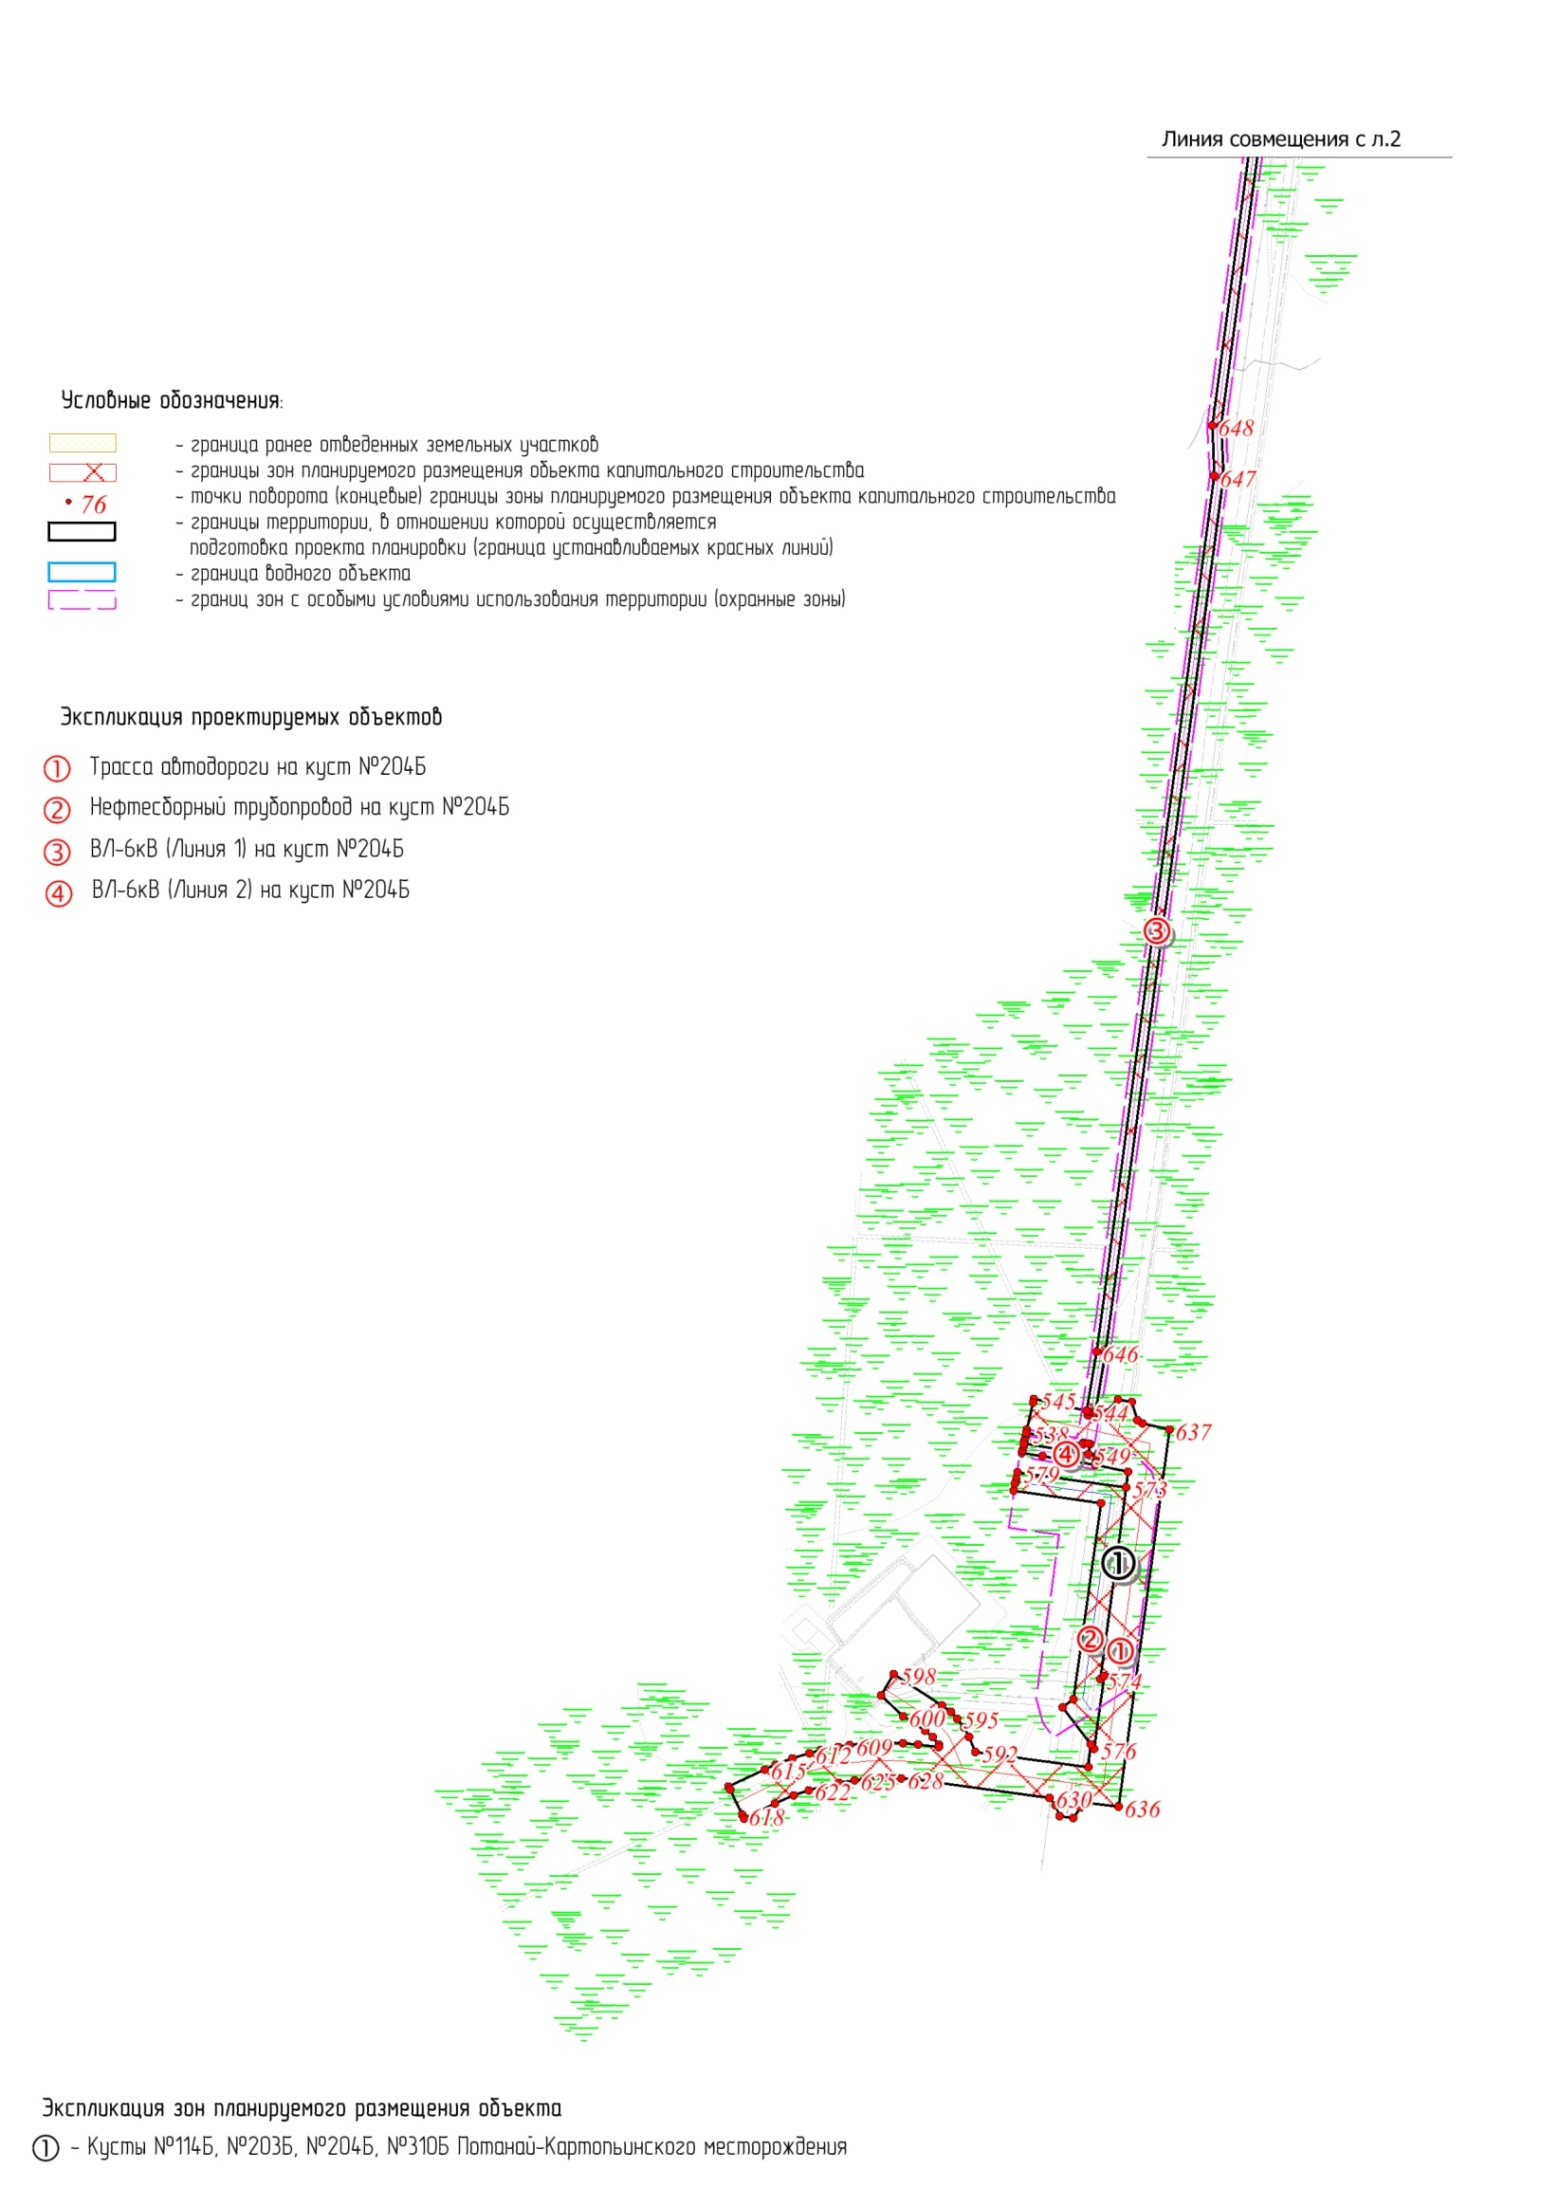 Линия совмещения с л.2
Условные обозначения:
- граница ранее отведенных земельных участков
- границы зон планируемого размещения объекта капитального строительства
76 - точки поворота (концевые) границы зоны планируемого размещения объекта капитального строительства
- границы территории, в отношении которой осуществляется
подготовка проекта планировки (граница устанавливаемых красных линий)
- граница водного объекта
- границ зон с особыми условиями использования территории (охранные зоны)
Экспликация проектируемых объектов
1 Трасса автодороги на куст №204Б
2 Нефтесборный трубопровод на куст №204Б
3 ВЛ-6кВ (Линия 1) на куст №204Б
4 ВЛ-6кВ (Линия 2) на куст №204Б
648
647
3
646
545
544
637
538
4
549
579
573
1
2
1
574
598
600
595
592
576
612
609
615
622
625
628
630
636
618
Экспликация зон планируемого размещения объекта
1 - Кусты №114Б, №203Б, №204Б, №310Б Потанай-Картопьинского месторождения